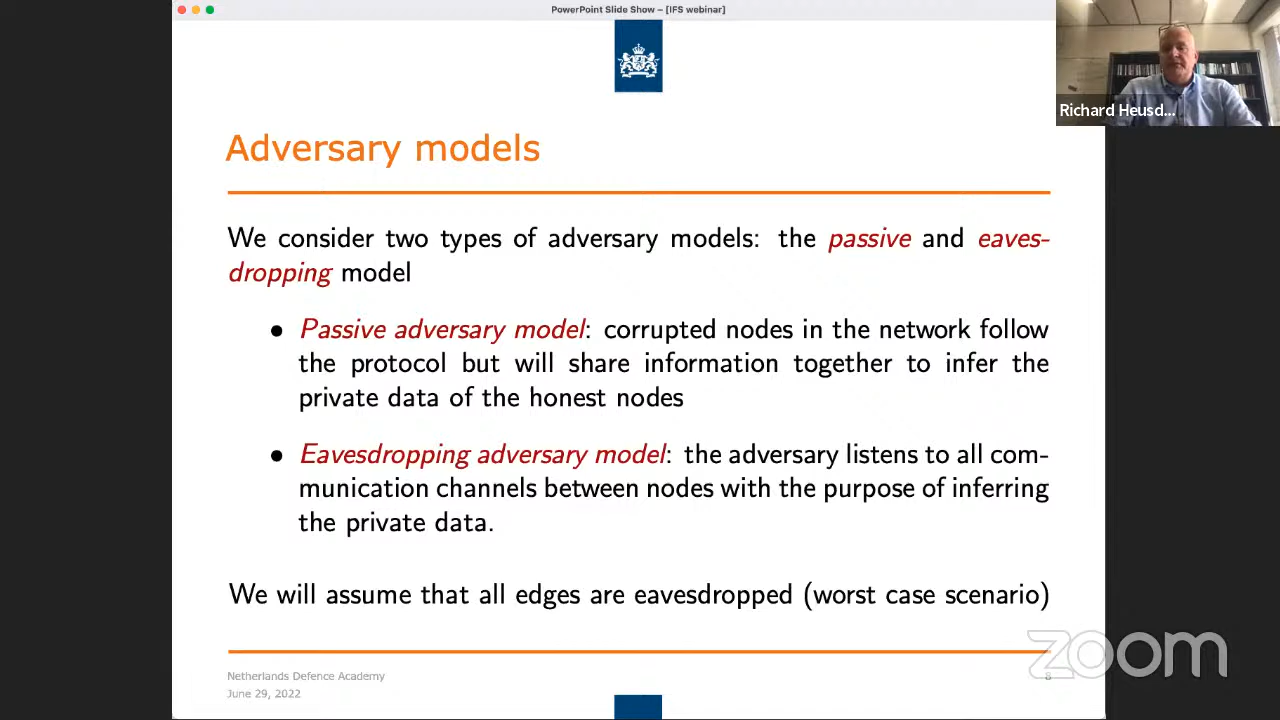 PowerPoint Slide Show – [IFS webinar]
Richard Heusd...
Adversary models
We consider two types of adversary models: the passive and eaves-
dropping model
• Passive adversary model: corrupted nodes in the network follow
the protocol but will share information together to infer the
private data of the honest nodes
• Eavesdropping adversary model: the adversary listens to all com-
munication channels between nodes with the purpose of inferring
the private data.
We will assume that all edges are eavesdropped (worst case scenario)
zoom
Netherlands Defence Academy
8
June 29, 2022